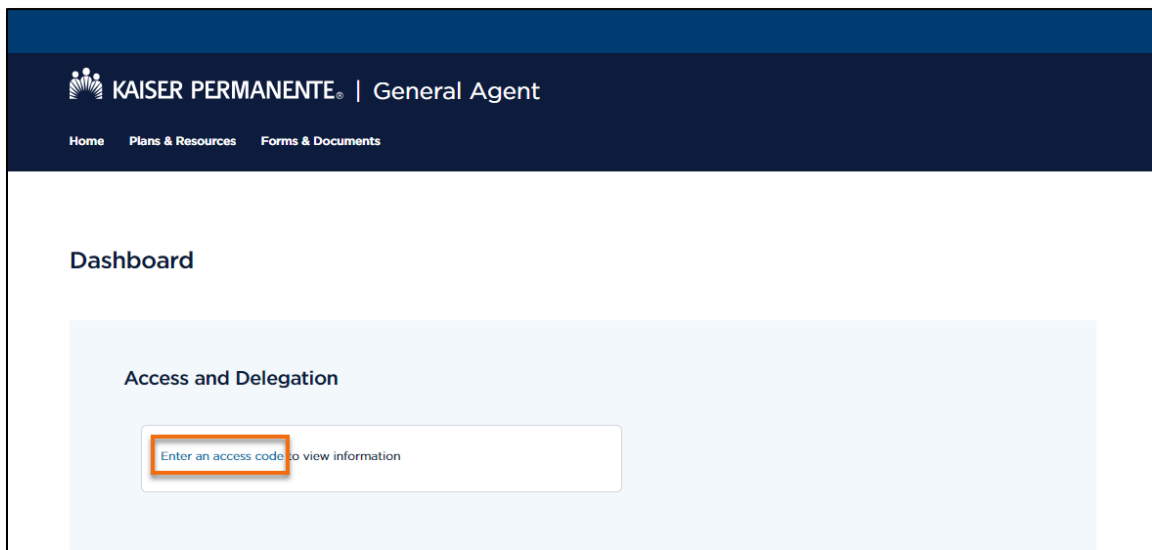 KAISER PERMANENTE® | General Agent
Home Plans & Resources Forms & Documents
Dashboard
Access and Delegation
Enter an access code to view information